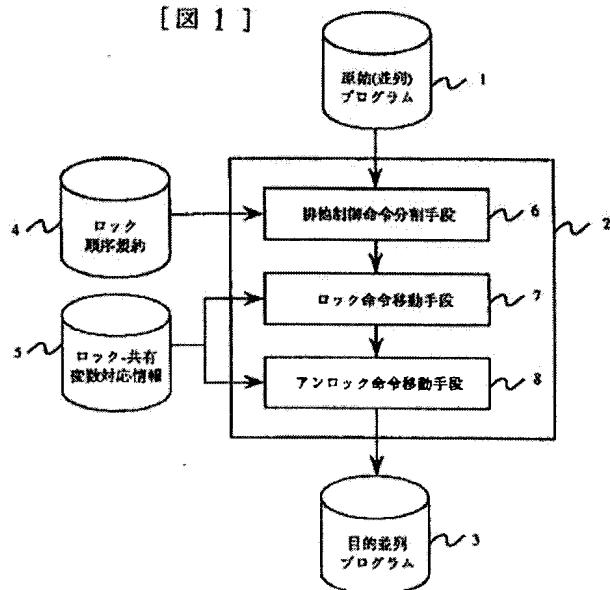 [図 1]
原始(並列)
プログラム
1
排他制御命令分割手段
6
2
4
ロック
順序規約
ロック命令移動手段
7
5
ロック-共有
変数対応情報
アンロック命令移動手段
8
目的並列
プログラム
3